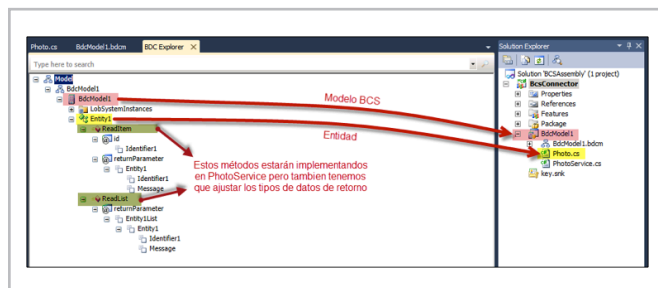 Photo.cs BdcModel1.bdcm BDC Explorer
Type here to search
Model
BdcModel1
BdcModel1
LobSystemInstances
Entity1
ReadItem
id
Identifier1
returnParameter
Entity1
Identifier1
Message
ReadList
returnParameter
Entity1List
Entity1
Identifier1
Message
Modelo BCS
Entidad
Estos métodos estarán implementandos
en PhotoService pero tambien tenemos
que ajustar los tipos de datos de retorno
Solution Explorer
Solution 'BCSAssembly' (1 project)
BcsConnector
Properties
References
Features
Package
BdcModel1
BdcModel1.bdcm
Photo.cs
PhotoService.cs
key.snk